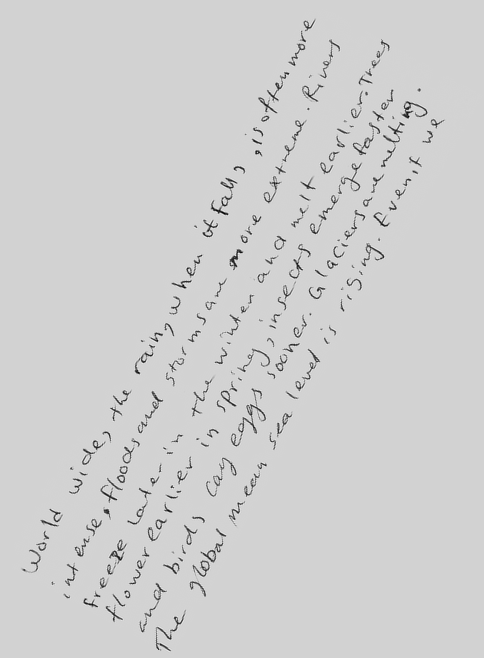 World wide, the rain, when it falls, is often more
intense, floods and storms are more extreme. Rivers
freeze later in the winter and melt earlier. Trees
flower earlier in spring, insects emerge faster
and birds lay eggs sooner. Glaciers are melting.
The global mean sea level is rising. Even if we